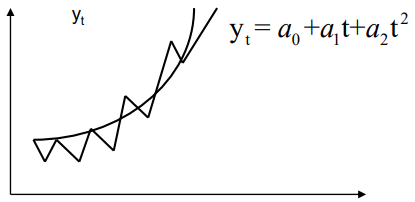 yₜ
yₜ = a₀+a₁t+a₂t²